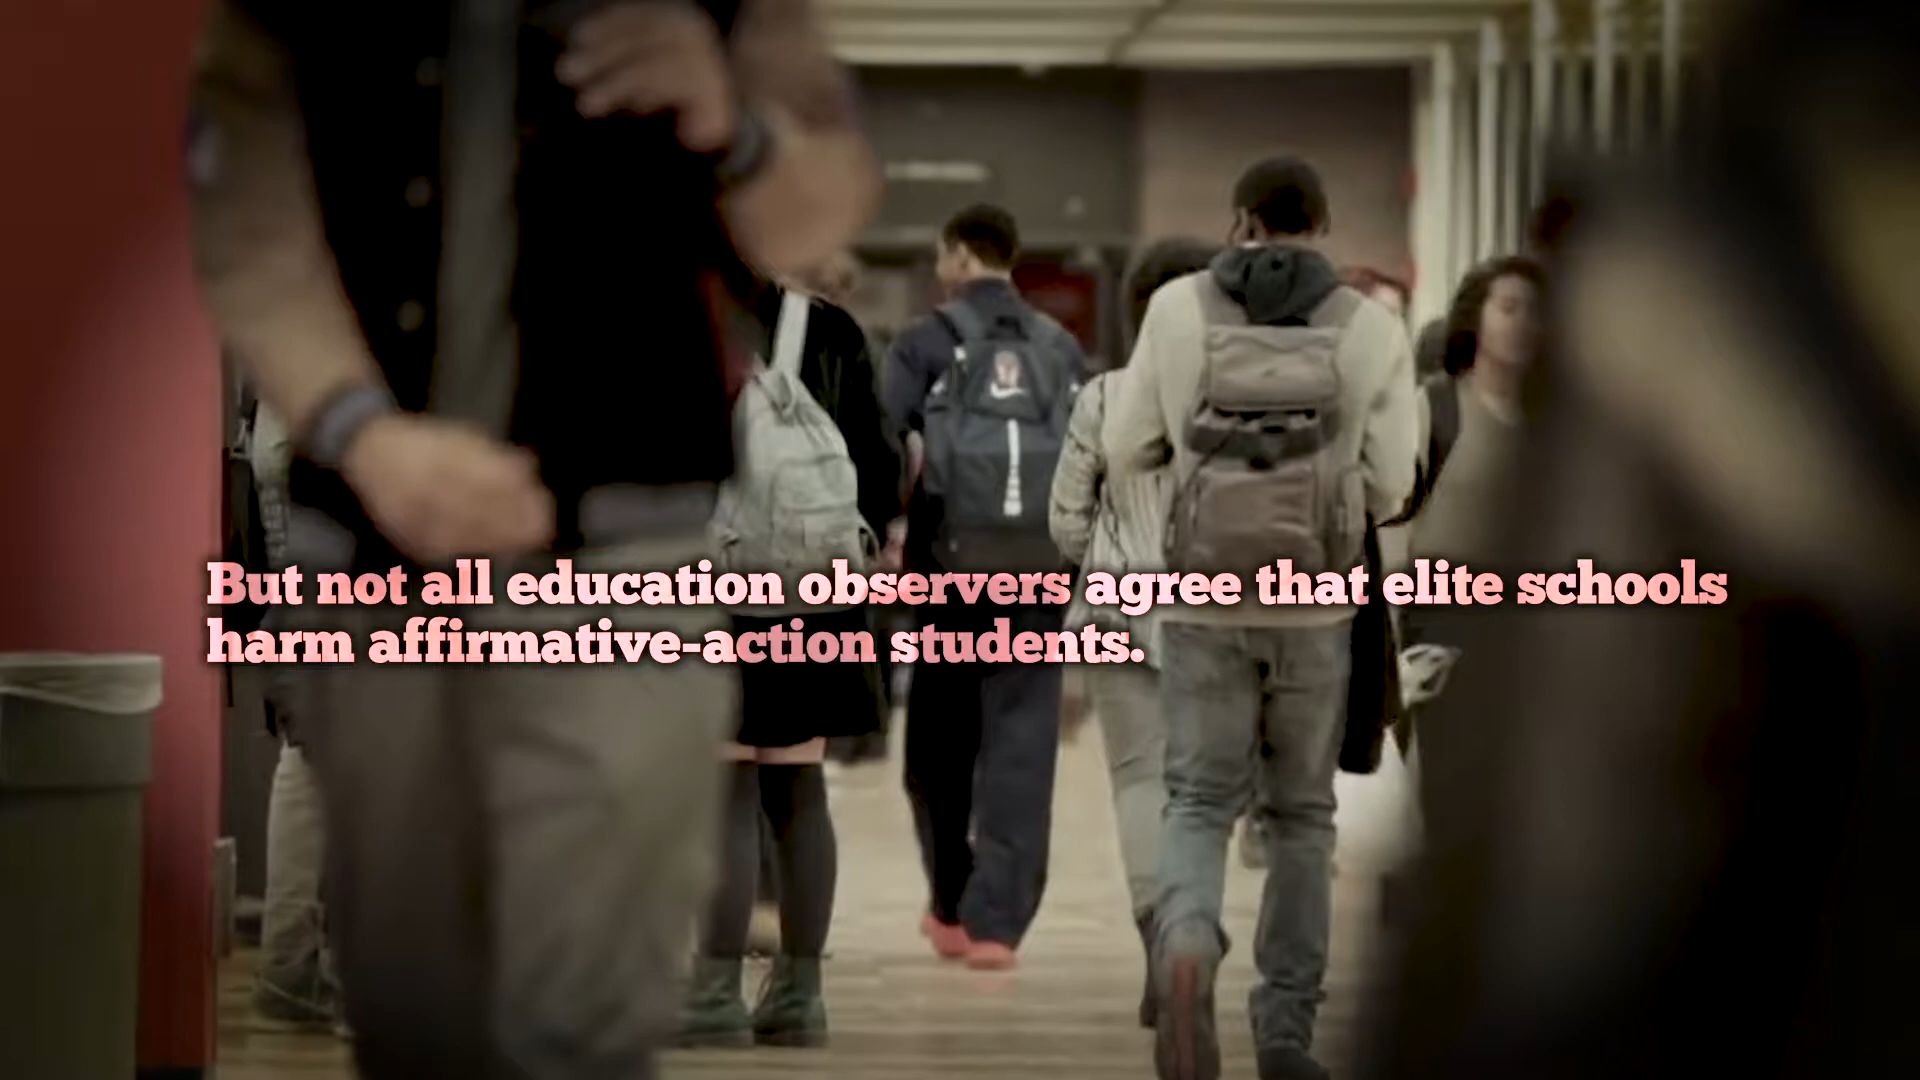 But not all education observers agree that elite schools
harm affirmative-action students.